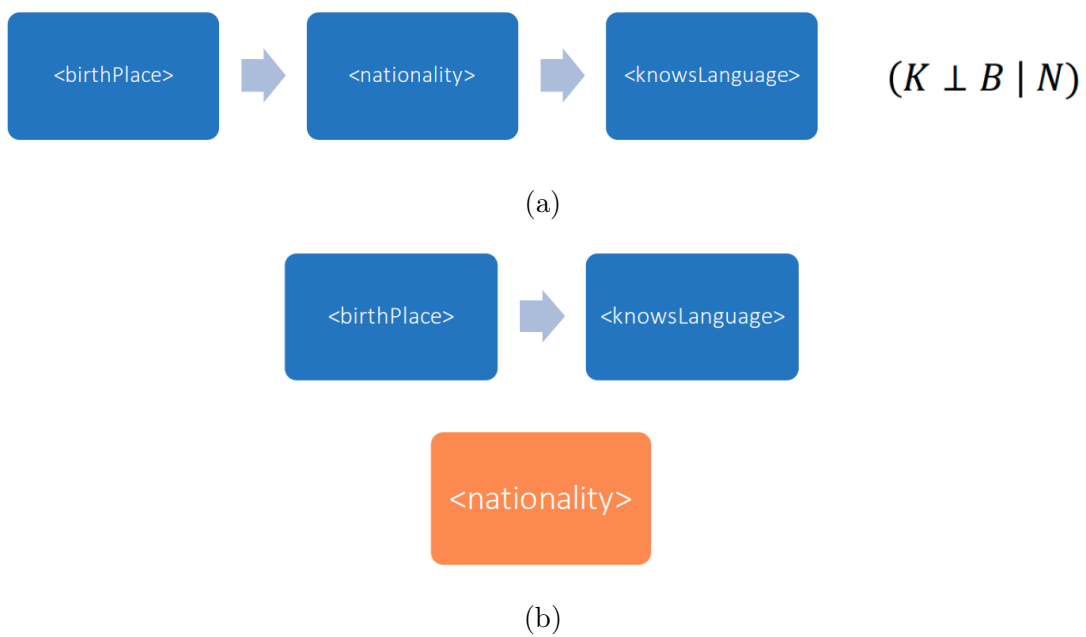 <birthPlace> <nationality> <knowsLanguage> (K ⊥ B | N)
(a)
<birthPlace> <knowsLanguage>
<nationality>
(b)